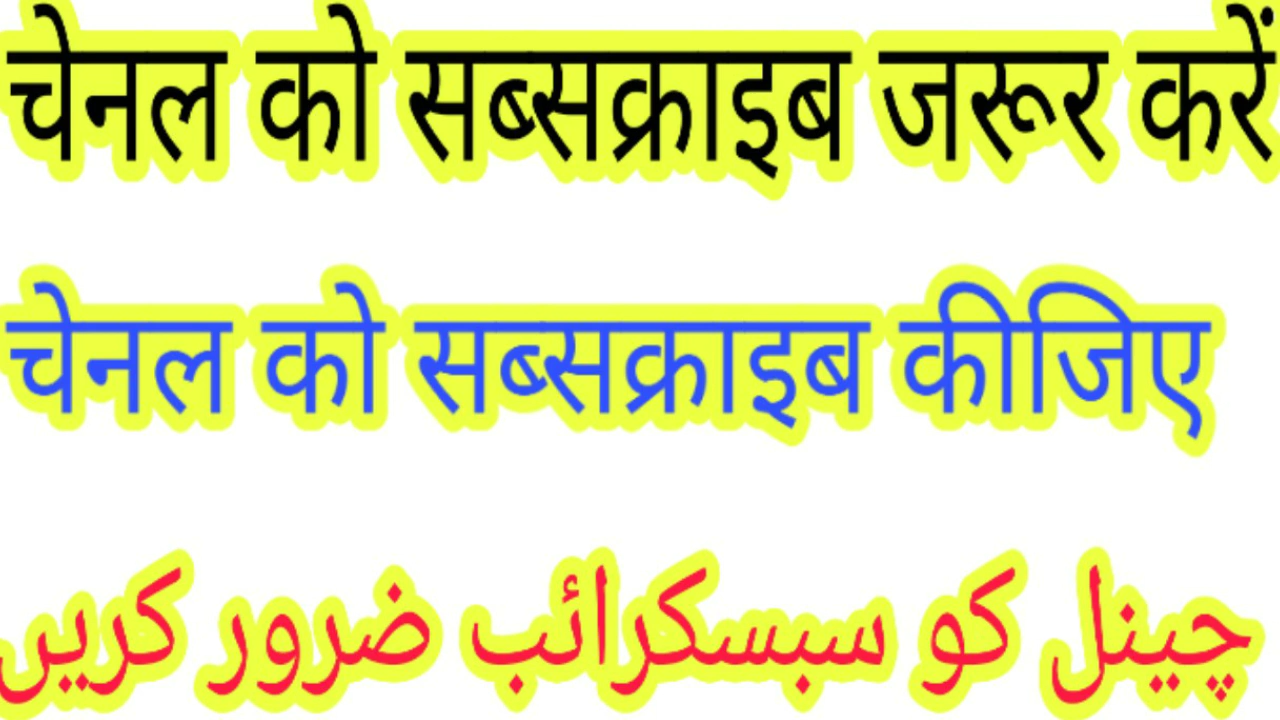 चेनल को सब्सक्राइब जरूर करें
चेनल को सब्सक्राइब कीजिए
چینل کو سبسکرائب ضرور کریں